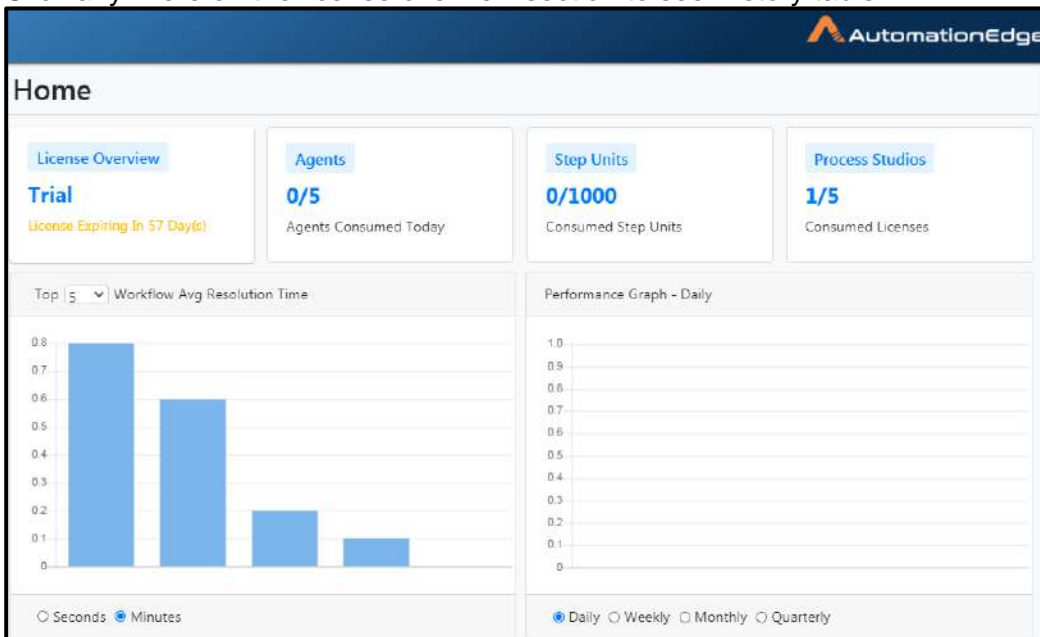 AutomationEdge
Home
License Overview
Trial
License Expiring In 57 Day(s)
Agents
0/5
Agents Consumed Today
Step Units
0/1000
Consumed Step Units
Process Studios
1/5
Consumed Licenses
Top 5 Workflow Avg Resolution Time
0.8
0.7
0.6
0.5
0.4
0.3
0.2
0.1
0
Seconds Minutes
Performance Graph - Daily
1.0
0.9
0.8
0.7
0.6
0.5
0.4
0.3
0.2
0.1
0
Daily Weekly Monthly Quarterly